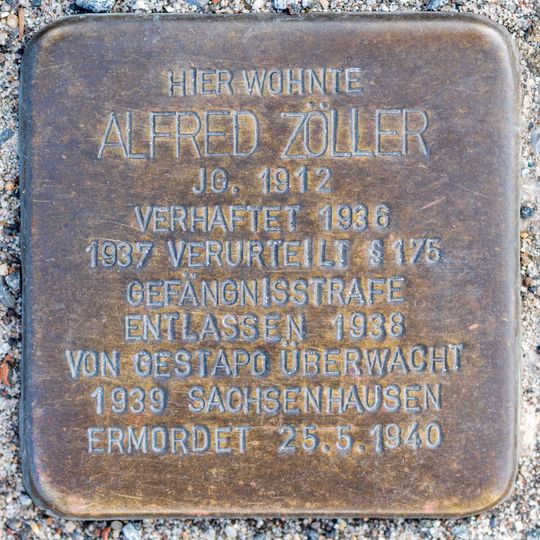 HIER WOHNTE
ALFRED ZÖLLER
JG. 1912
VERHAFTET 1936
1937 VERURTEILT § 175
GEFÄNGNISSTRAFE
ENTLASSEN 1938
VON GESTAPO ÜBERWACHT
1939 SACHSENHAUSEN
ERMORDET 25.5.1940